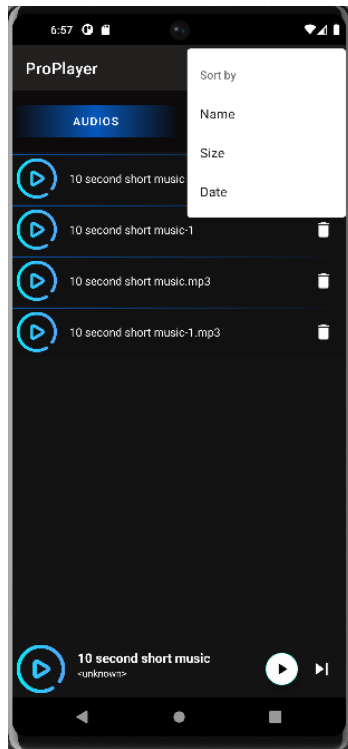 6:57
ProPlayer
Sort by
Name
Size
Date
AUDIOS
10 second short music
10 second short music-1
10 second short music.mp3
10 second short music-1.mp3
10 second short music
<unknown>